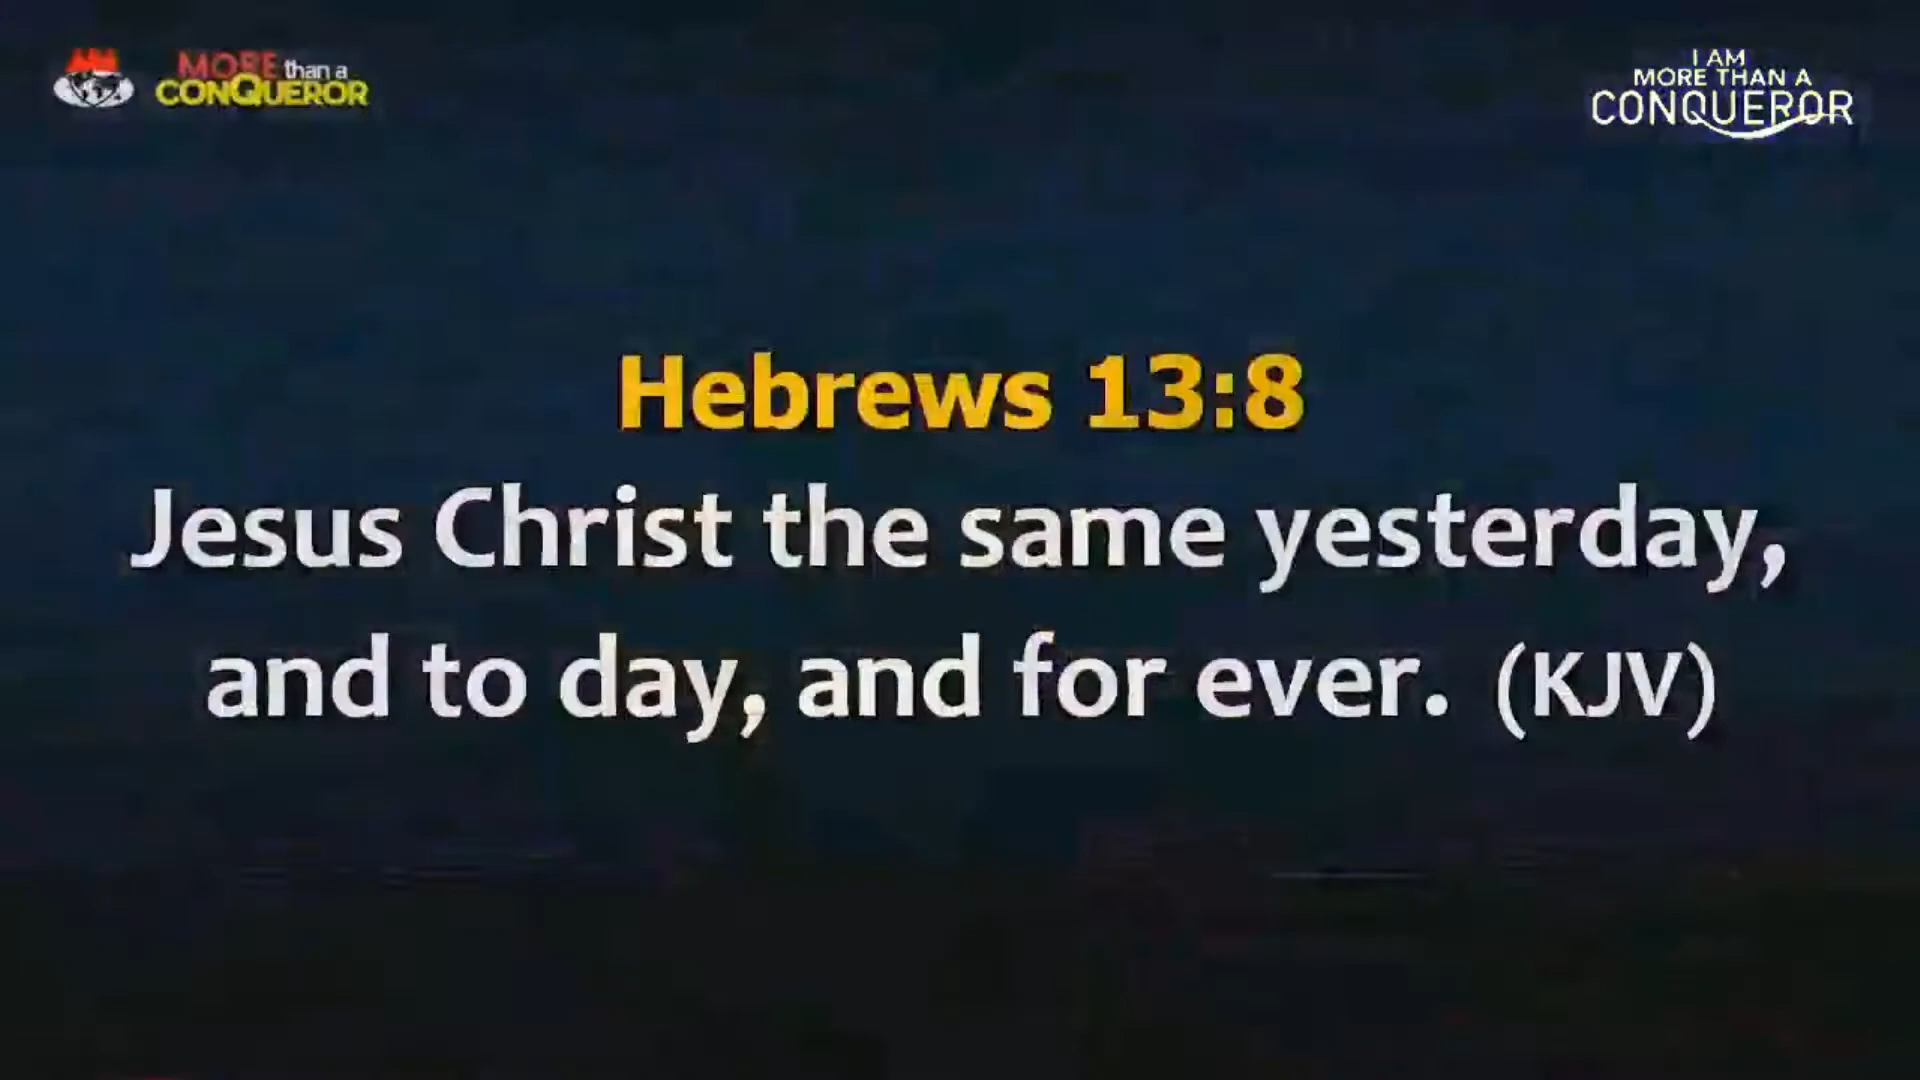 MORE than a
CONQUEROR
I AM
MORE THAN A
CONQUEROR
Hebrews 13:8
Jesus Christ the same yesterday,
and to day, and for ever. (KJV)